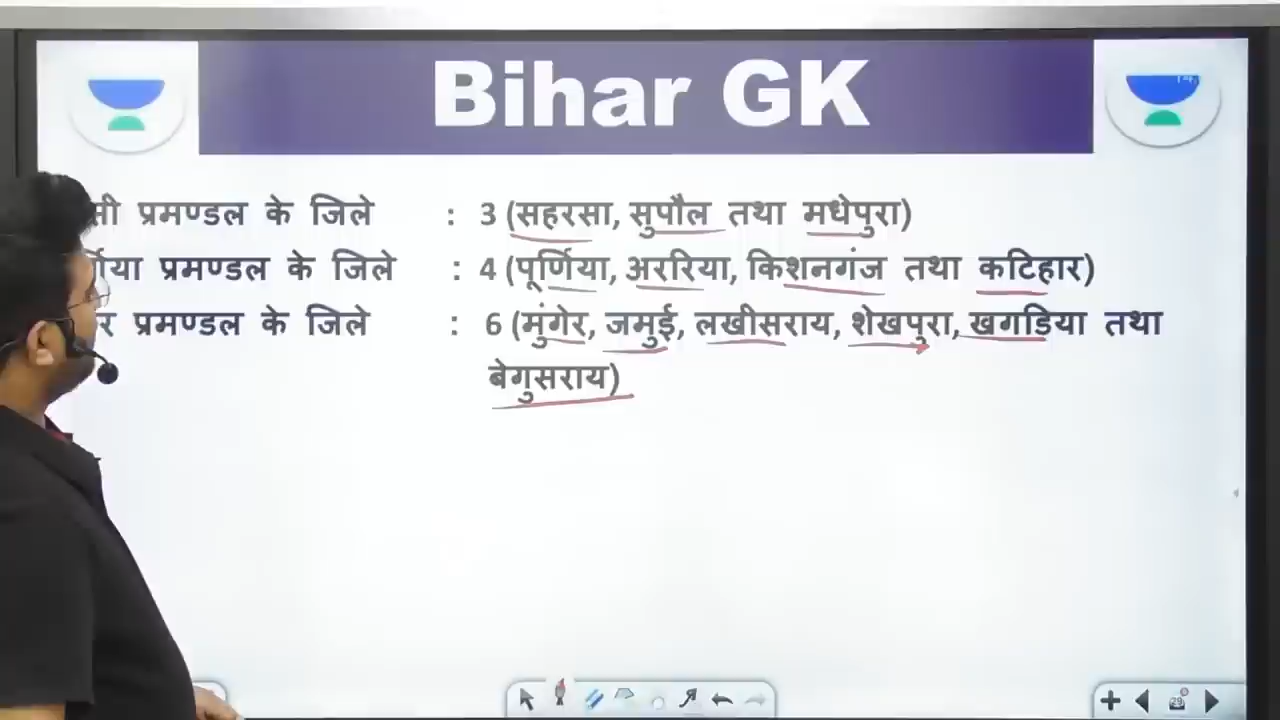 Bihar GK
प्रमण्डल के जिले : 3 (सहरसा, सुपौल तथा मधेपुरा)
प्रमण्डल के जिले : 4 (पूर्णिया, अररिया, किशनगंज तथा कटिहार)
प्रमण्डल के जिले : 6 (मुंगेर, जमुई, लखीसराय, शेखपुरा, खगड़िया तथा
बेगुसराय)